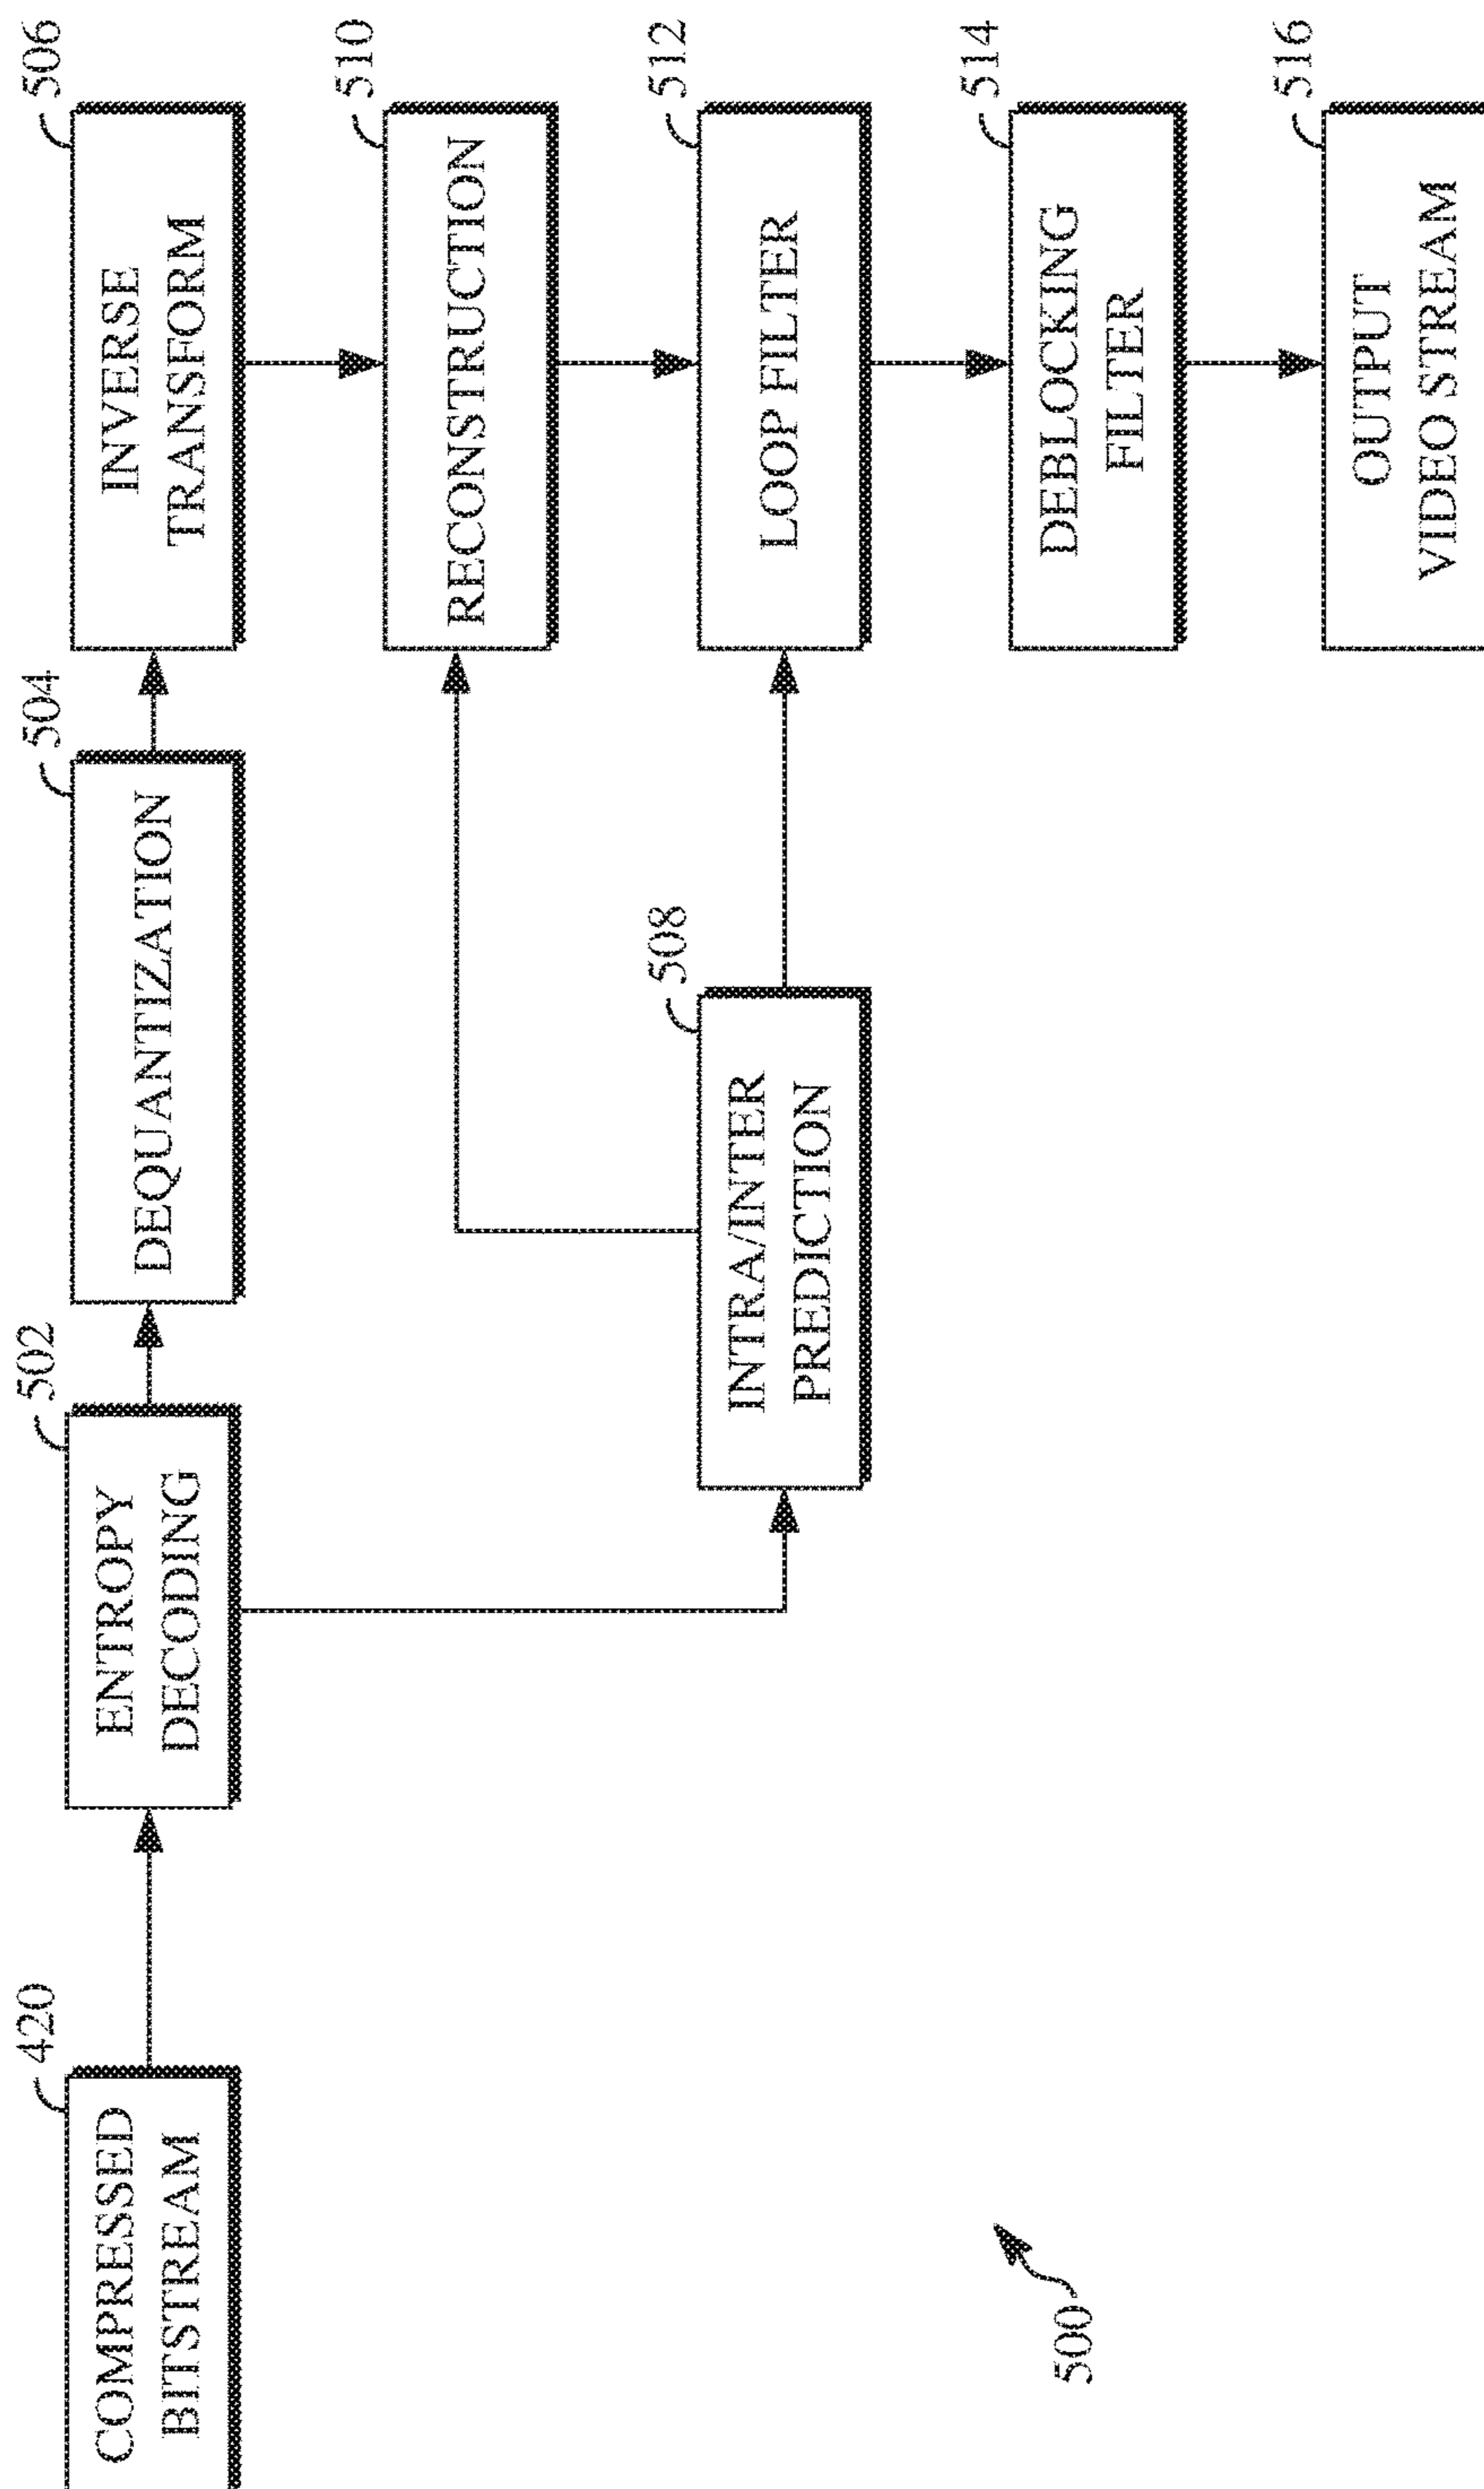 420
COMPRESSED
BITSTREAM
502
ENTROPY
DECODING
504
DEQUANTIZATION
506
INVERSE
TRANSFORM
508
INTRA/INTER
PREDICTION
510
RECONSTRUCTION
512
LOOP FILTER
514
DEBLOCKING
FILTER
516
OUTPUT
VIDEO STREAM
500